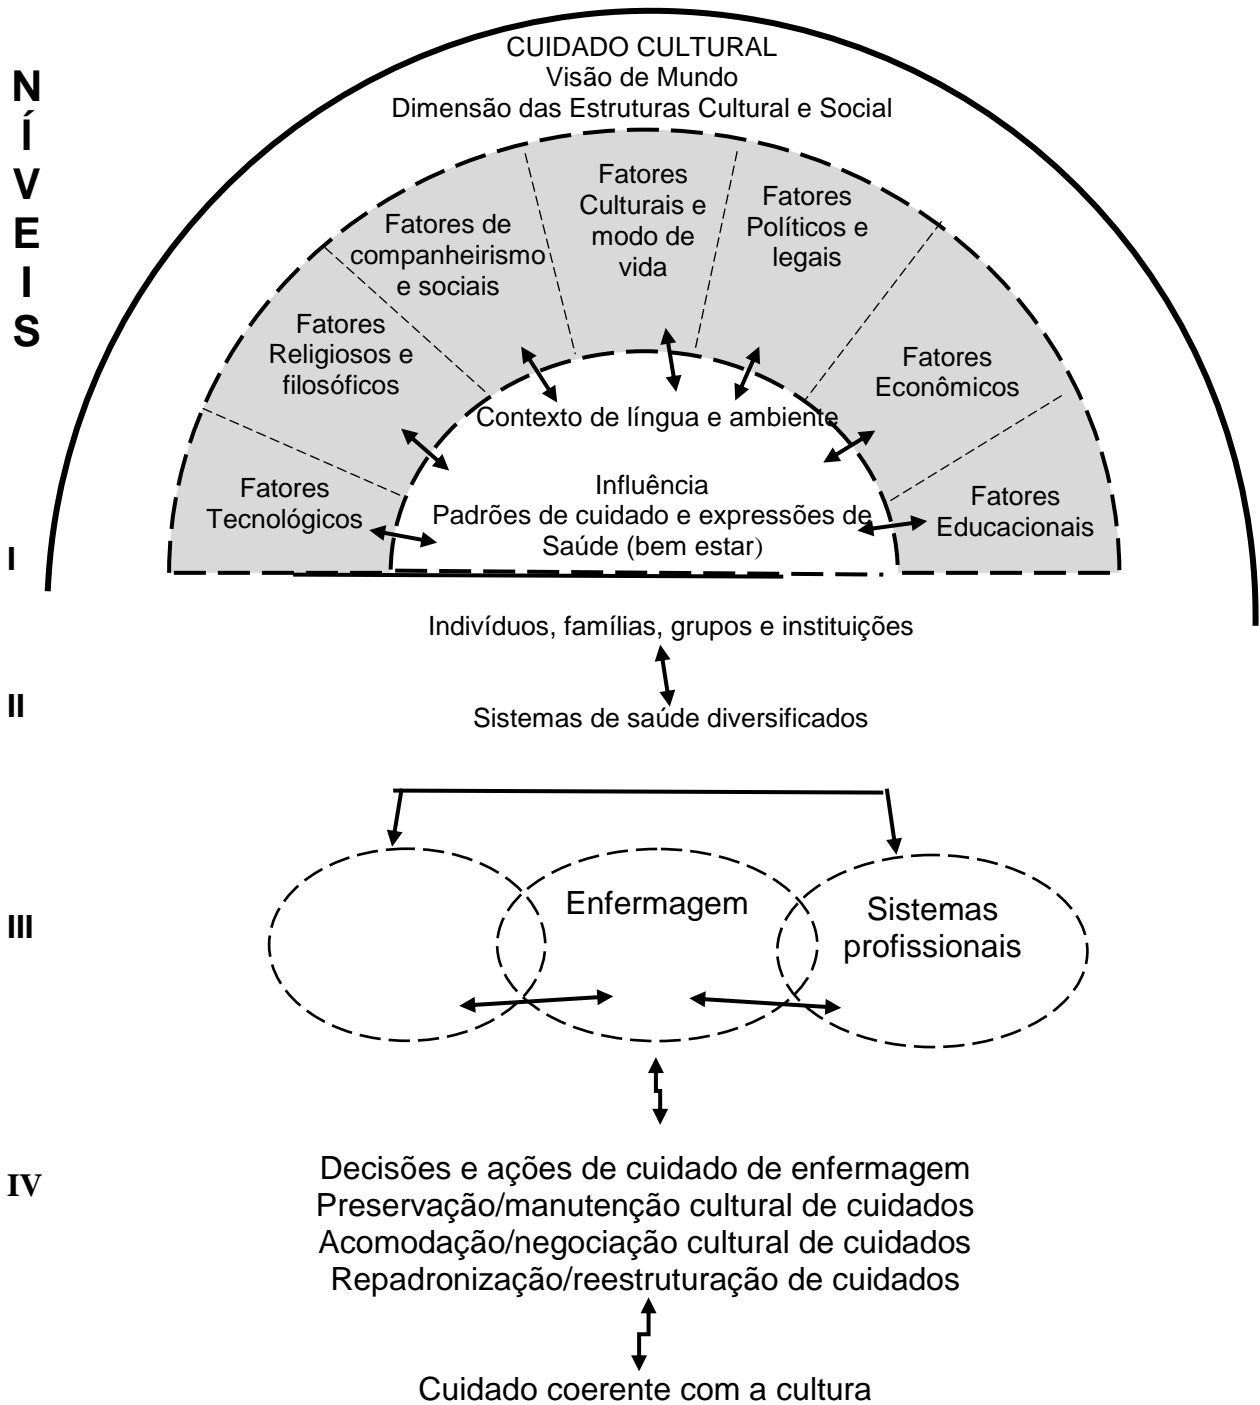 NÍVEIS
CUIDADO CULTURAL
Visão de Mundo
Dimensão das Estruturas Cultural e Social
Fatores
Tecnológicos
Fatores
Religiosos e
filosóficos
Fatores de
companheirismo
e sociais
Fatores
Culturais e
modo de
vida
Fatores
Políticos e
legais
Fatores
Econômicos
Fatores
Educacionais
Contexto de língua e ambiente
Influência
Padrões de cuidado e expressões de
Saúde (bem estar)
I
Indivíduos, famílias, grupos e instituições
II
Sistemas de saúde diversificados
III
Enfermagem
Sistemas
profissionais
IV
Decisões e ações de cuidado de enfermagem
Preservação/manutenção cultural de cuidados
Acomodação/negociação cultural de cuidados
Repadronização/reestruturação de cuidados
Cuidado coerente com a cultura